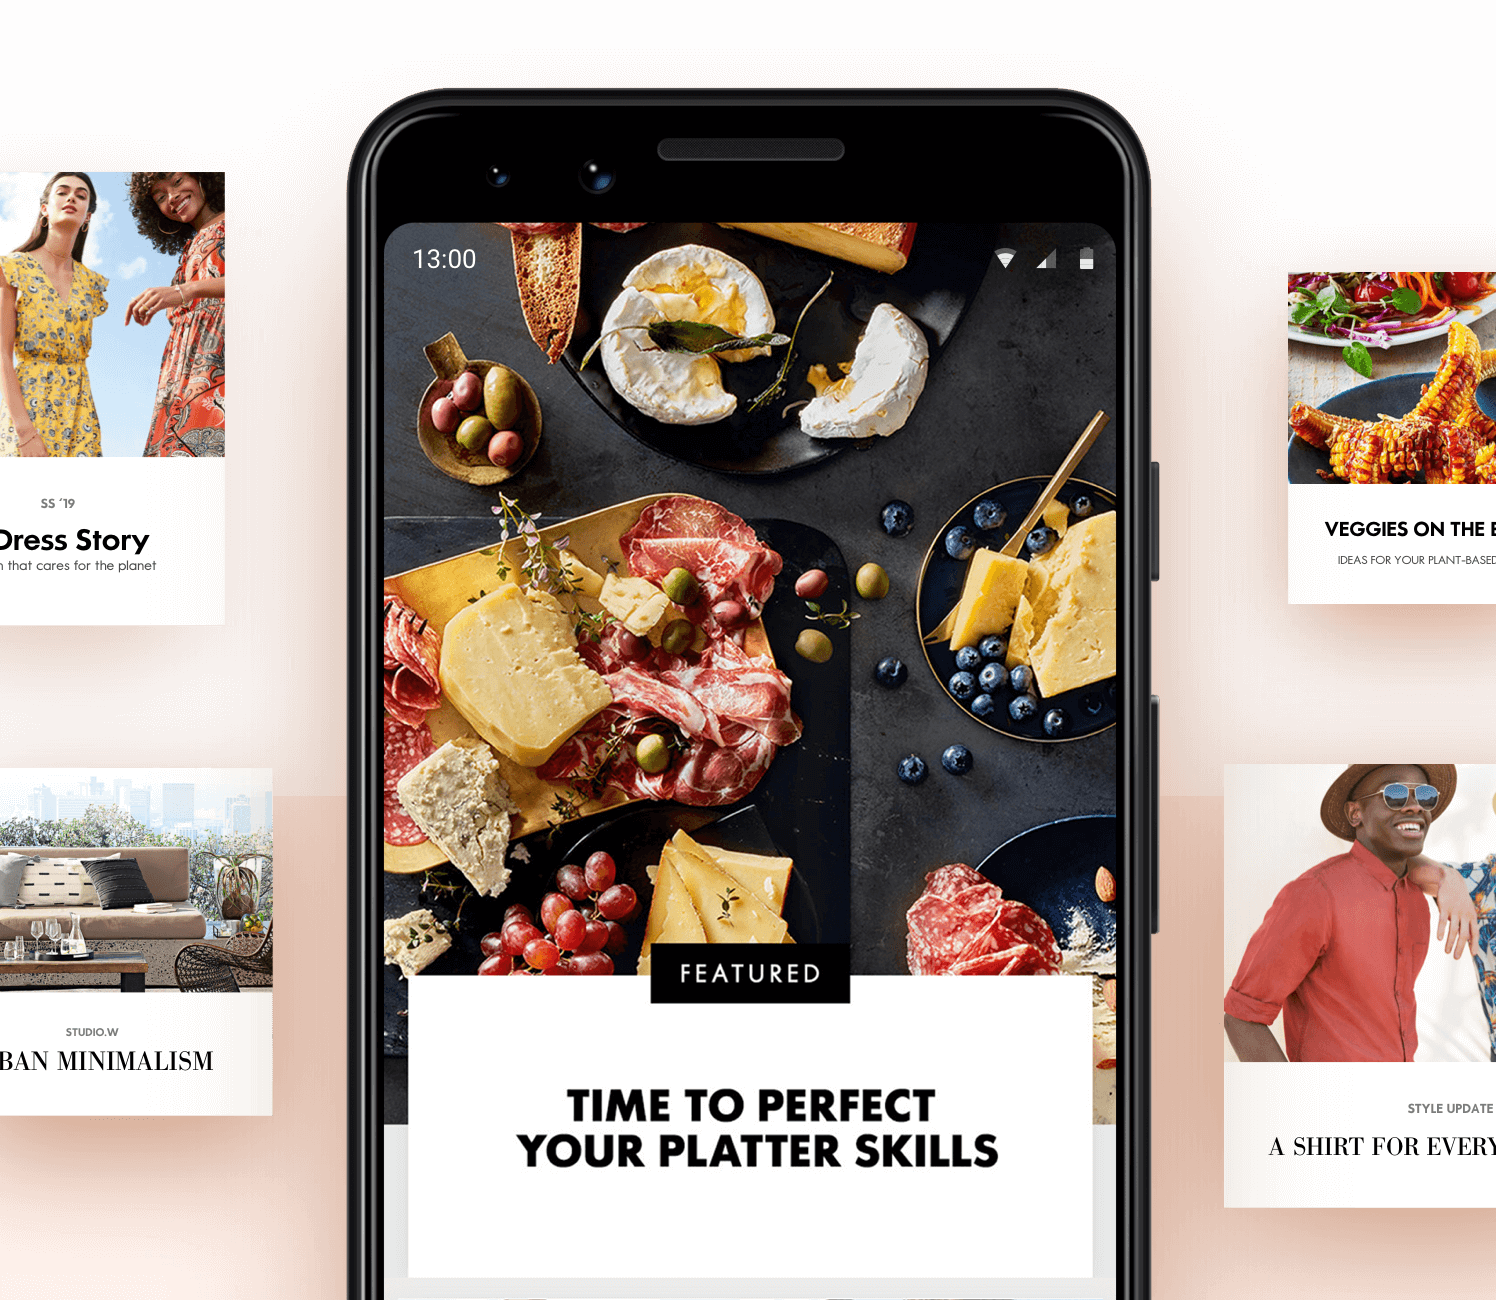 13:00
FEATURED
TIME TO PERFECT
YOUR PLATTER SKILLS
SS ´19
Dress Story
that cares for the planet
STUDIO.W
BAN MINIMALISM
VEGGIES ON THE
IDEAS FOR YOUR PLANT-BASED
STYLE UPDATE
A SHIRT FOR EVERY